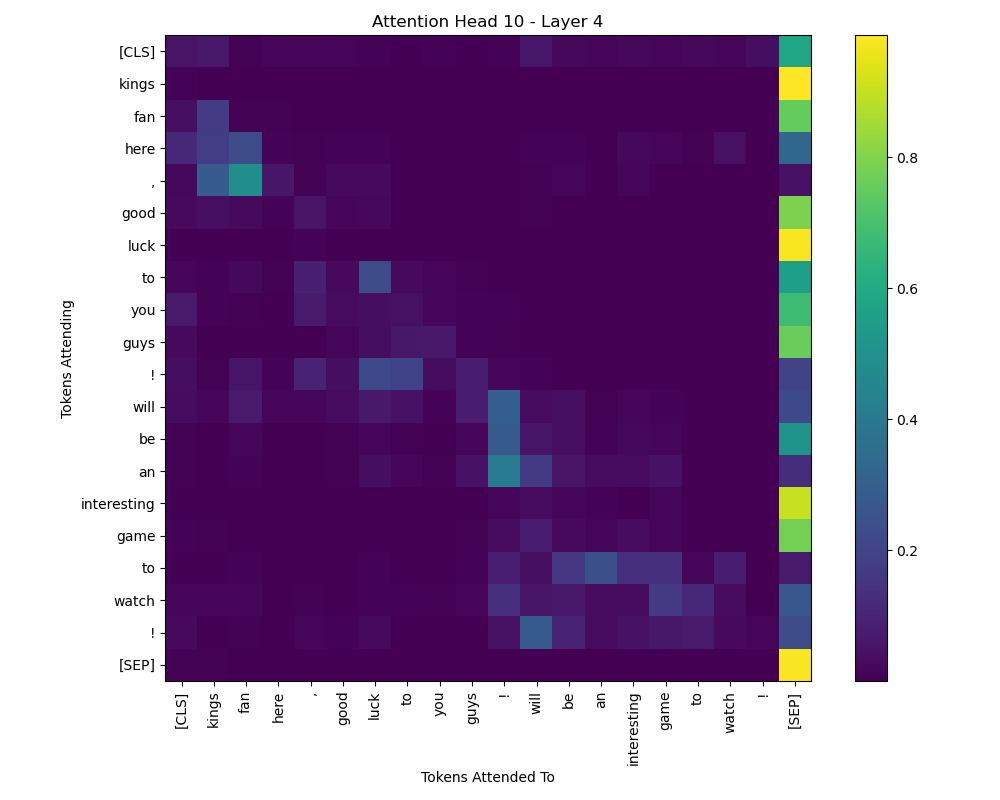 Attention Head 10 - Layer 4
[CLS]
kings
fan
here
,
good
luck
to
you
guys
!
will
be
an
interesting
game
to
watch
!
[SEP]
Tokens Attending
[CLS]
kings
fan
here
,
good
luck
to
you
guys
!
will
be
an
interesting
game
to
watch
!
[SEP]
Tokens Attended To
0.8
0.6
0.4
0.2